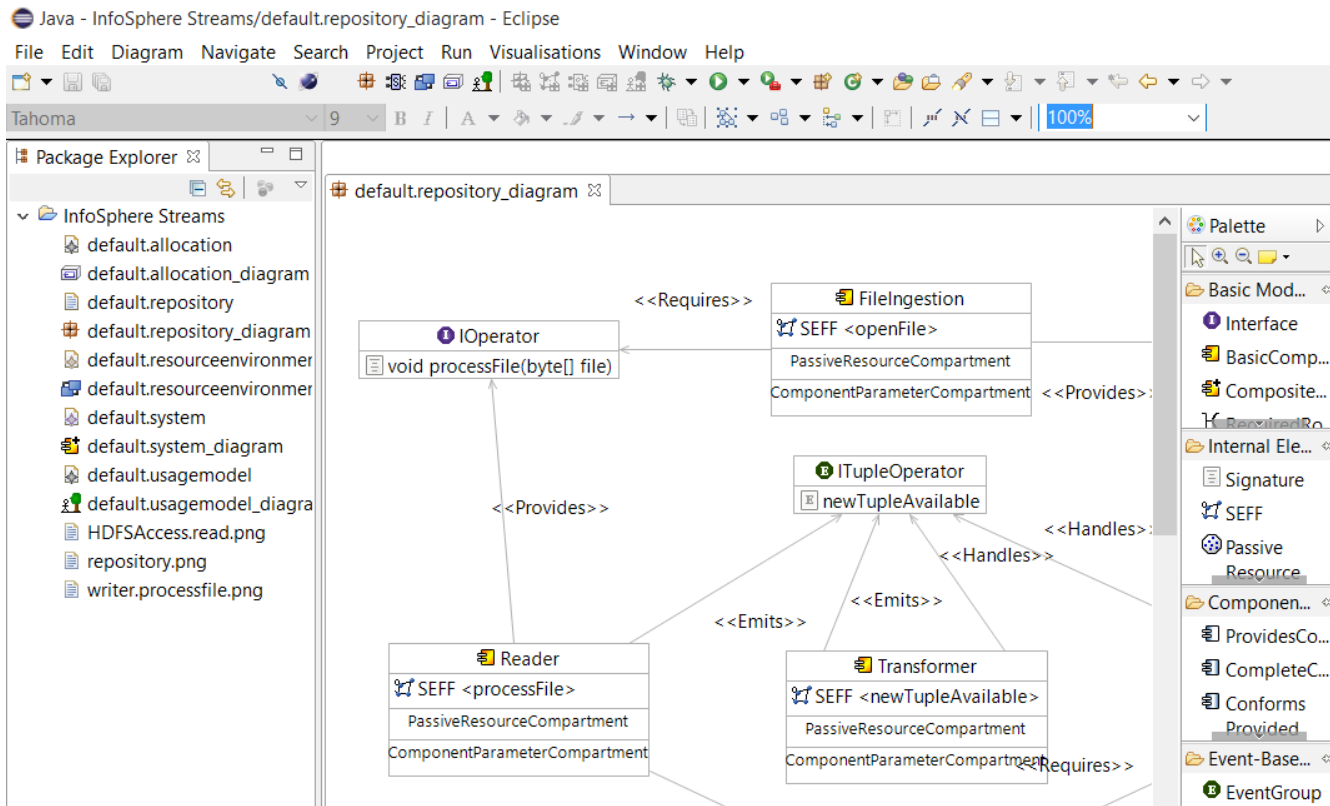 Java - InfoSphere Streams/default.repository_diagram - Eclipse
File Edit Diagram Navigate Search Project Run Visualisations Window Help
Tahoma 9 B I A 100%
Package Explorer
InfoSphere Streams
default.allocation
default.allocation_diagram
default.repository
default.repository_diagram
default.resourceenvironmer
default.resourceenvironmer
default.system
default.system_diagram
default.usagemodel
default.usagemodel_diagra
HDFSAccess.read.png
repository.png
writer.processfile.png
default.repository_diagram
<<Requires>>
FileIngestion
SEFF <openFile>
PassiveResourceCompartment
ComponentParameterCompartment
I IOperator
void processFile(byte[] file)
<<Provides>>
E ITupleOperator
E newTupleAvailable
<<Provides>>
<<Handles>>
<<Handles>>
<<Emits>>
<<Emits>>
Reader
SEFF <processFile>
PassiveResourceCompartment
ComponentParameterCompartment
Transformer
SEFF <newTupleAvailable>
PassiveResourceCompartment
ComponentParameterCompartment
<<Requires>>
Palette
Basic Mod...
I Interface
BasicComp...
Composite...
RequiredRo
Internal Ele...
Signature
SEFF
Passive
Resource
Componen...
ProvidesCo...
CompleteC...
Conforms
Provided
Event-Base...
E EventGroup